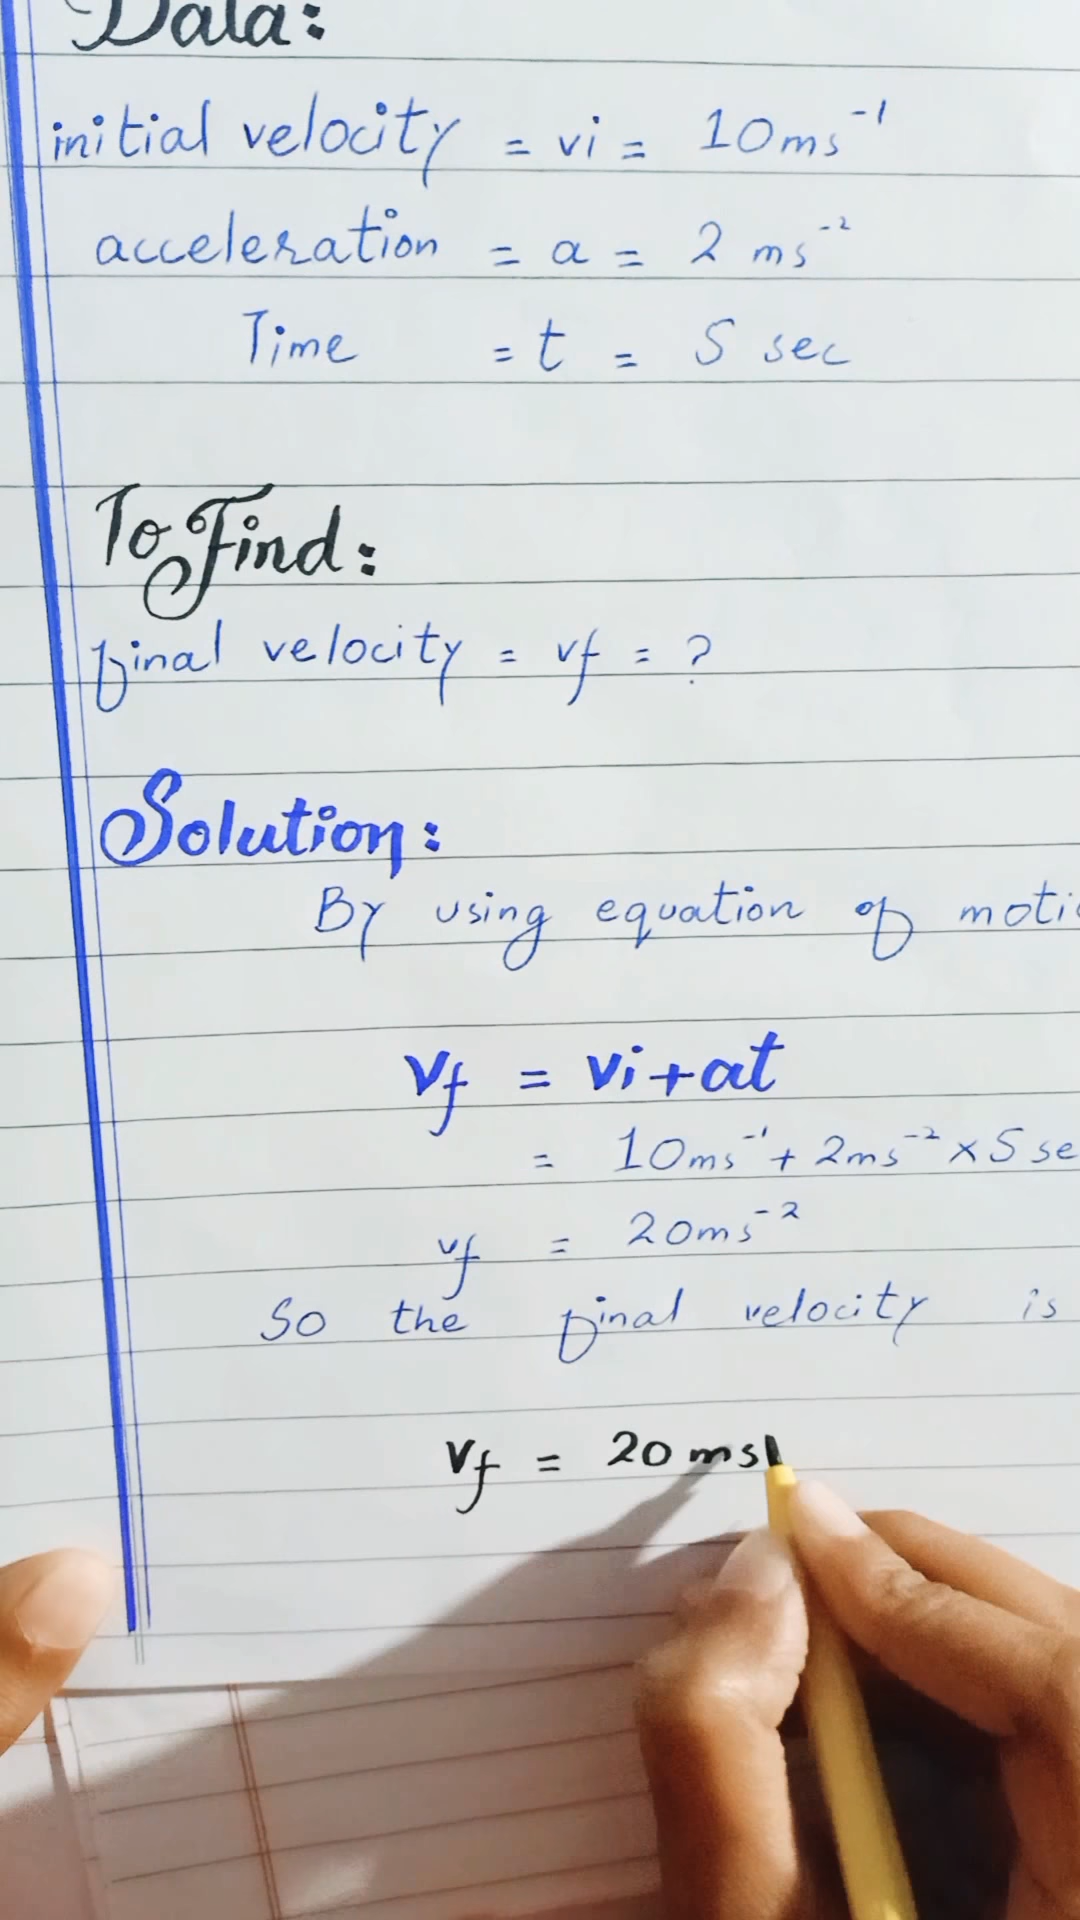 Data:
initial velocity = vi = 10ms⁻¹
acceleration = a = 2 ms⁻²
Time = t = 5 sec
To Find:
final velocity = vf = ?
Solution:
By using equation of
vf = vi+at
= 10ms⁻¹ + 2ms⁻² × 5
vf = 20ms⁻²
So the final velocity is
vf = 20 ms